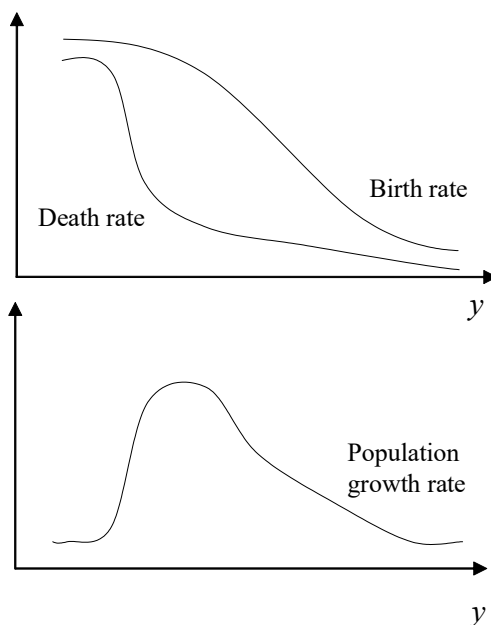 Birth rate
Death rate
y
Population
growth rate
y